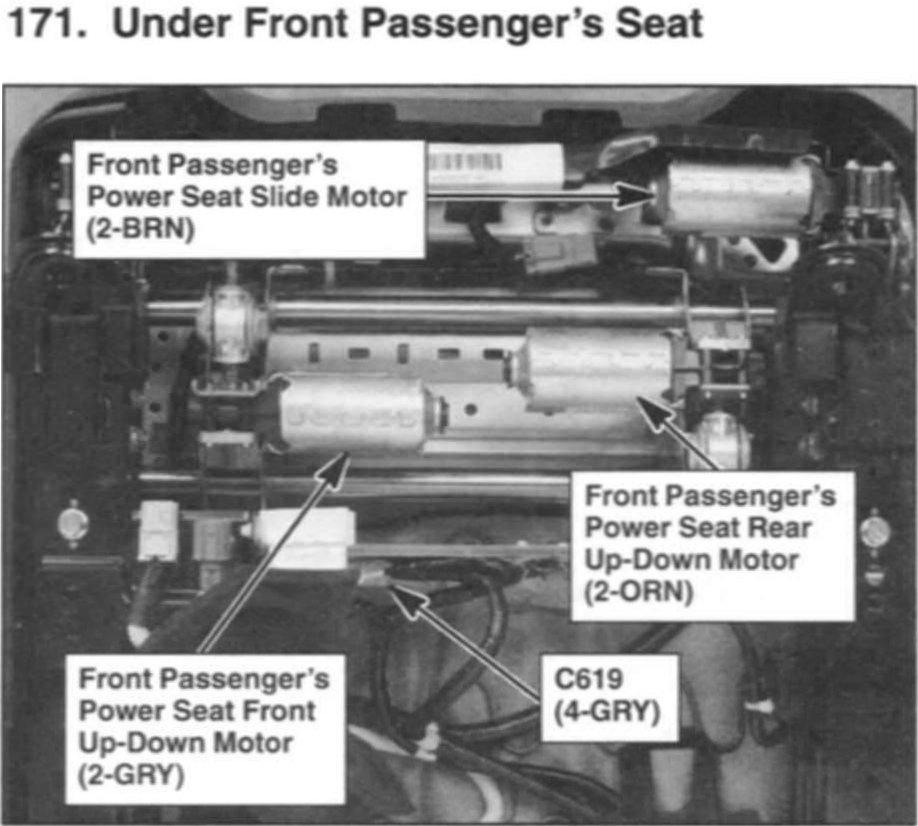 171. Under Front Passenger's Seat
Front Passenger's
Power Seat Slide Motor
(2-BRN)
Front Passenger's
Power Seat Rear
Up-Down Motor
(2-ORN)
Front Passenger's
Power Seat Front
Up-Down Motor
(2-GRY)
C619
(4-GRY)